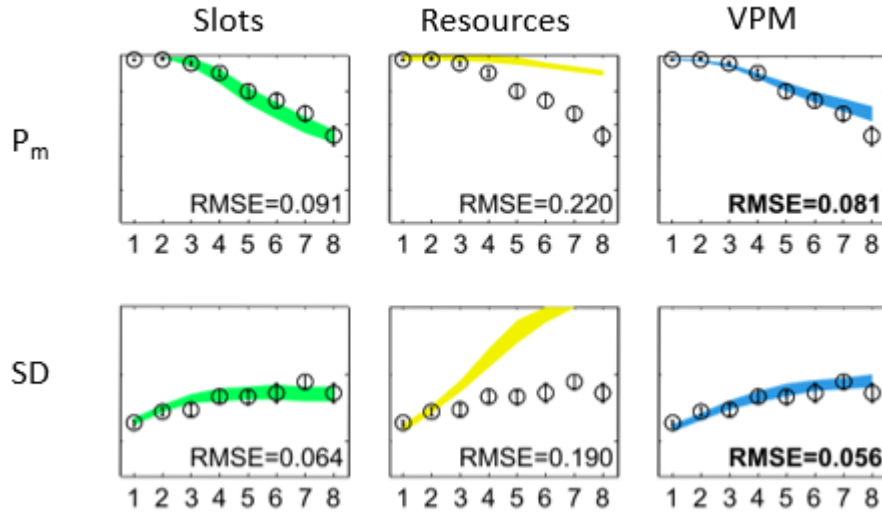 Slots Resources VPM
P_m
RMSE=0.091 RMSE=0.220 RMSE=0.081
1 2 3 4 5 6 7 8 1 2 3 4 5 6 7 8 1 2 3 4 5 6 7 8
SD
RMSE=0.064 RMSE=0.190 RMSE=0.056
1 2 3 4 5 6 7 8 1 2 3 4 5 6 7 8 1 2 3 4 5 6 7 8